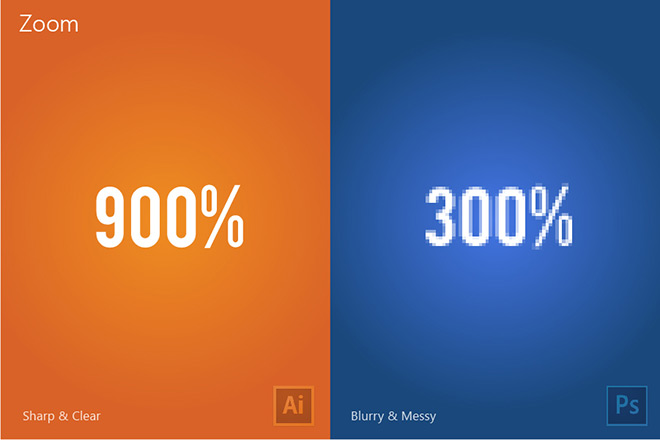 Zoom
900%
300%
Sharp & Clear
Ai
Blurry & Messy
Ps